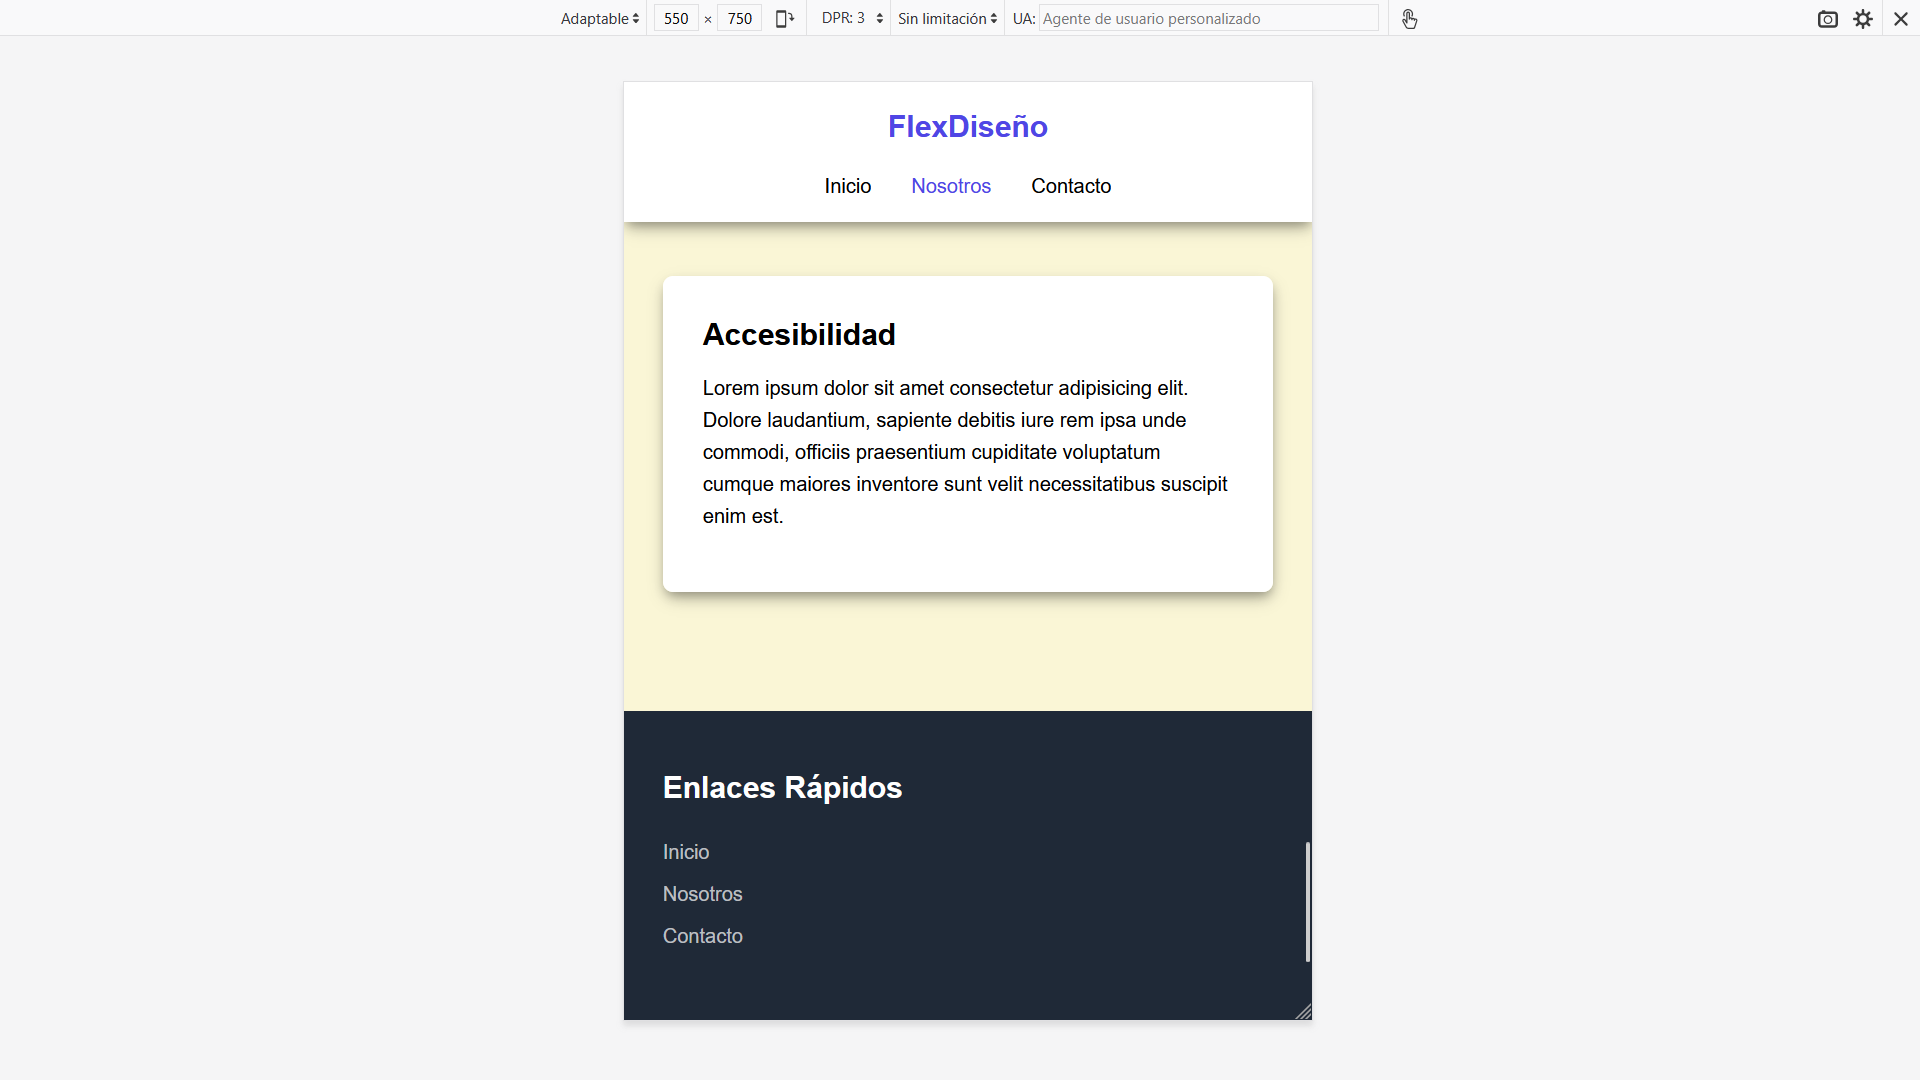 Adaptable 550 × 750 DPR: 3 Sin limitación UA: Agente de usuario personalizado
FlexDiseño
Inicio Nosotros Contacto
Accesibilidad
Lorem ipsum dolor sit amet consectetur adipisicing elit.
Dolore laudantium, sapiente debitis iure rem ipsa unde
commodi, officiis praesentium cupiditate voluptatum
cumque maiores inventore sunt velit necessitatibus suscipit
enim est.
Enlaces Rápidos
Inicio
Nosotros
Contacto